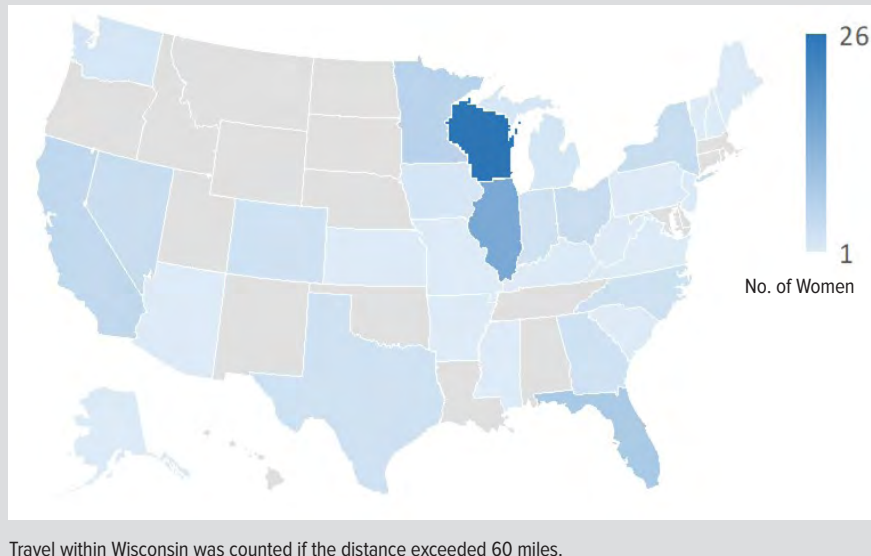 26
1
No. of Women
Travel within Wisconsin was counted if the distance exceeded 60 miles.